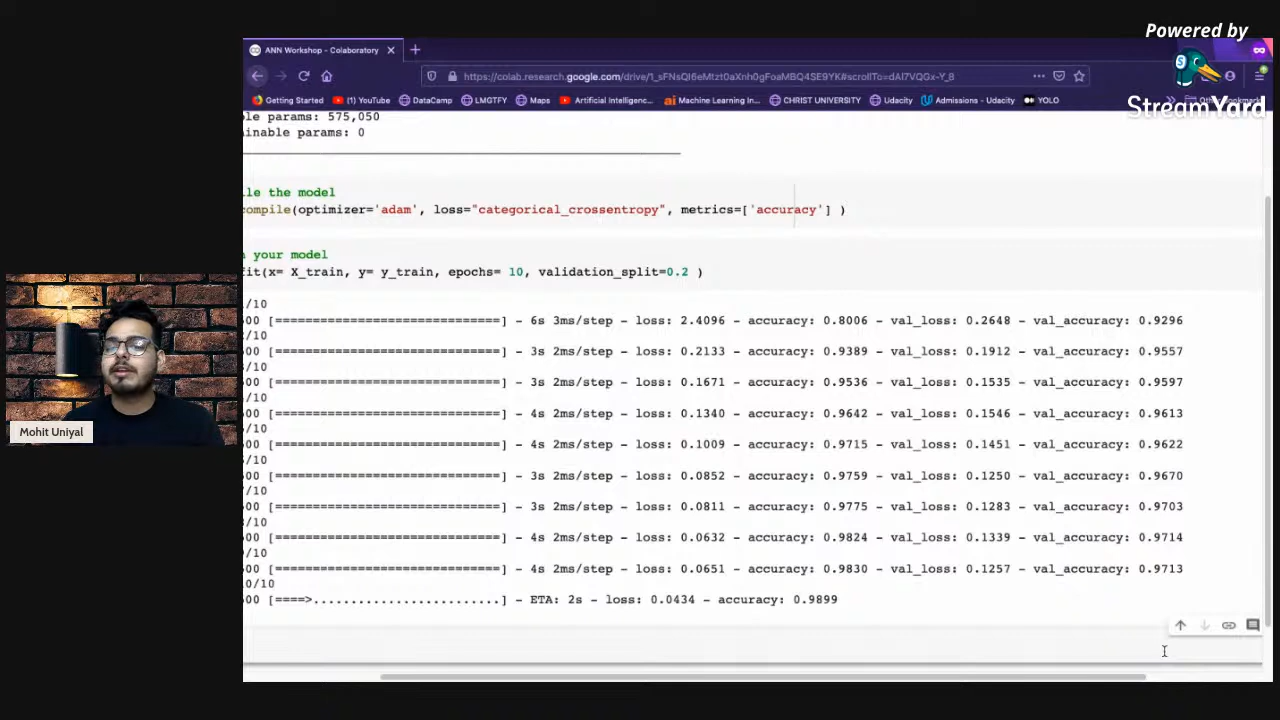 Powered by
StreamYard
ANN Workshop - Colaboratory
https://colab.research.google.com/drive/1_sFNsQI6eMtzt0aXnh0gFoaMBQ4SE9YK#scrollTo=dAl7VQGx-Y_8
Getting Started (1) YouTube DataCamp LMGTFY Maps Artificial Intelligenc... Machine Learning In... CHRIST UNIVERSITY Udacity Admissions - Udacity YOLO
le params: 575,050
ainable params: 0
le the model
compile(optimizer='adam', loss="categorical_crossentropy", metrics=['accuracy'] )
your model
it(x= X_train, y= y_train, epochs= 10, validation_split=0.2 )
/10
00 [==============================] - 6s 3ms/step - loss: 2.4096 - accuracy: 0.8006 - val_loss: 0.2648 - val_accuracy: 0.9296
/10
00 [==============================] - 3s 2ms/step - loss: 0.2133 - accuracy: 0.9389 - val_loss: 0.1912 - val_accuracy: 0.9557
/10
00 [==============================] - 3s 2ms/step - loss: 0.1671 - accuracy: 0.9536 - val_loss: 0.1535 - val_accuracy: 0.9597
/10
00 [==============================] - 4s 2ms/step - loss: 0.1340 - accuracy: 0.9642 - val_loss: 0.1546 - val_accuracy: 0.9613
/10
00 [==============================] - 4s 2ms/step - loss: 0.1009 - accuracy: 0.9715 - val_loss: 0.1451 - val_accuracy: 0.9622
/10
00 [==============================] - 3s 2ms/step - loss: 0.0852 - accuracy: 0.9759 - val_loss: 0.1250 - val_accuracy: 0.9670
/10
00 [==============================] - 3s 2ms/step - loss: 0.0811 - accuracy: 0.9775 - val_loss: 0.1283 - val_accuracy: 0.9703
/10
00 [==============================] - 4s 2ms/step - loss: 0.0632 - accuracy: 0.9824 - val_loss: 0.1339 - val_accuracy: 0.9714
/10
00 [==============================] - 4s 2ms/step - loss: 0.0651 - accuracy: 0.9830 - val_loss: 0.1257 - val_accuracy: 0.9713
0/10
00 [====>.........................] - ETA: 2s - loss: 0.0434 - accuracy: 0.9899
Mohit Uniyal